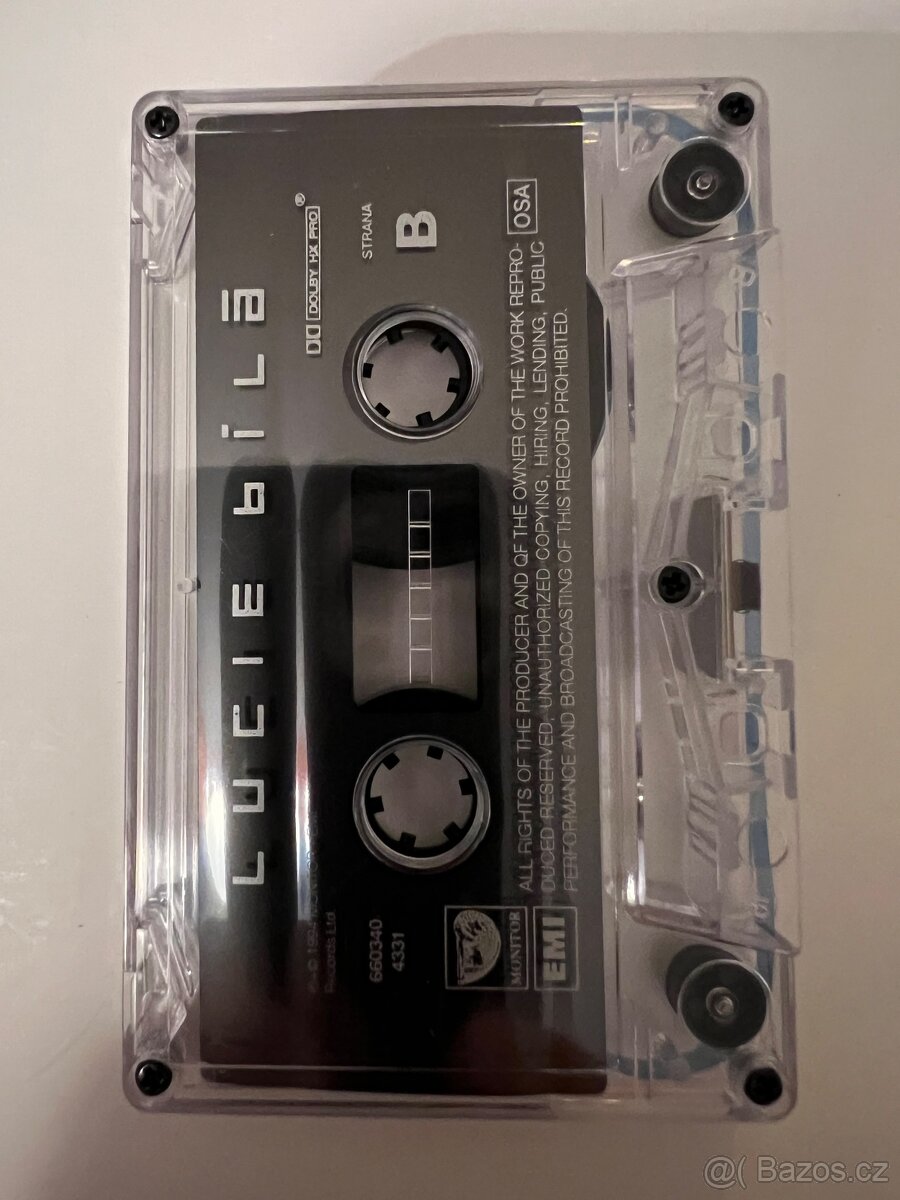 LUCIE bílá
DOLBY HX PRO®
STRANA
B
OSA
ALL RIGHTS OF THE PRODUCER AND OF THE OWNER OF THE WORK REPRO-
DUCED RESERVED, UNAUTHORIZED COPYING, HIRING, LENDING, PUBLIC
PERFORMANCE AND BROADCASTING OF THIS RECORD PROHIBITED.
Records Ltd.
660340
4331
MONITOR
EMI
@( Bazos.cz